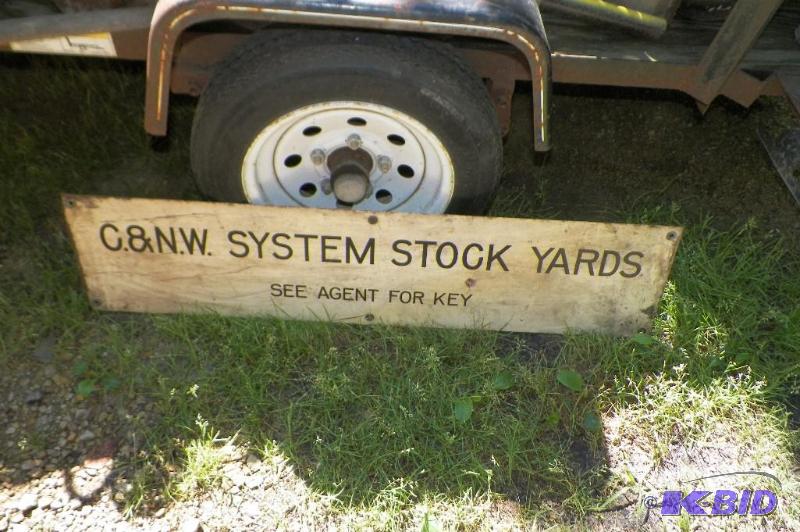 C.&N.W. SYSTEM STOCK YARDS
SEE AGENT FOR KEY
K-BID